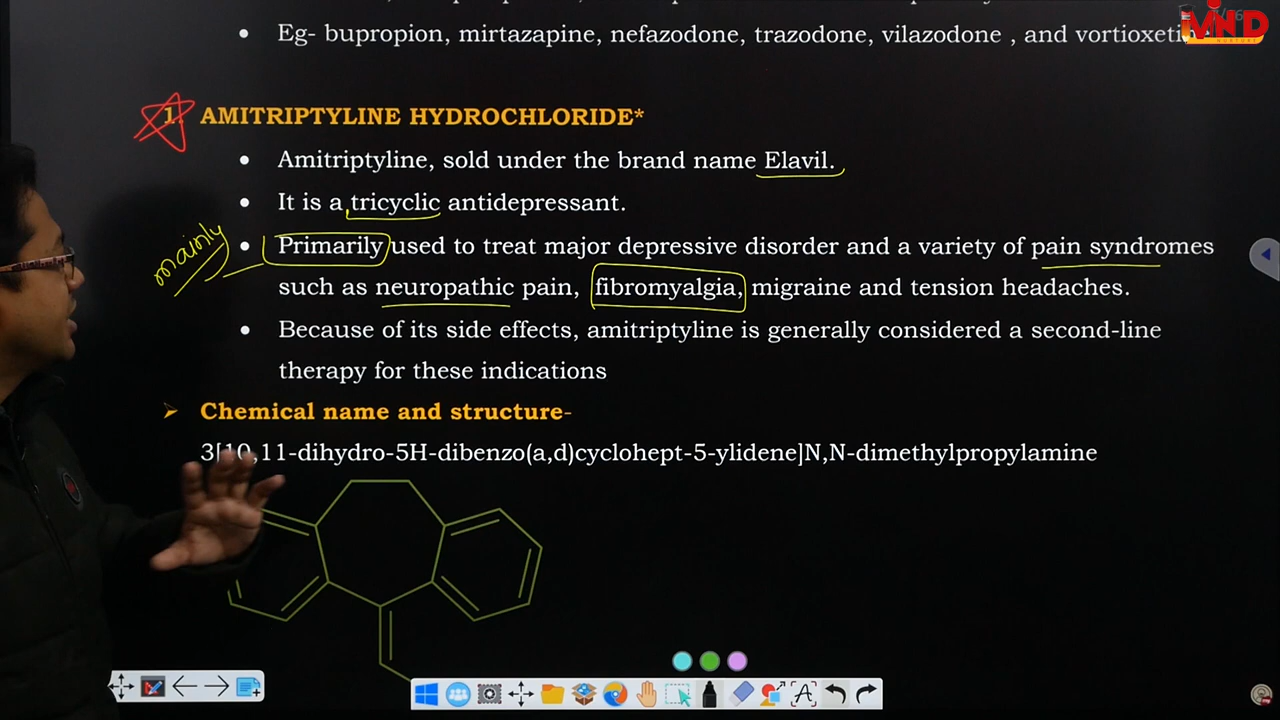 Eg- bupropion, mirtazapine, nefazodone, trazodone, vilazodone , and
MIND
1. AMITRIPTYLINE HYDROCHLORIDE*
Amitriptyline, sold under the brand name Elavil.
It is a tricyclic antidepressant.
mainly
Primarily used to treat major depressive disorder and a variety of pain syndromes
such as neuropathic pain, fibromyalgia, migraine and tension headaches.
Because of its side effects, amitriptyline is generally considered a second-line
therapy for these indications
Chemical name and structure-
3[10,11-dihydro-5H-dibenzo(a,d)cyclohept-5-ylidene]N,N-dimethylpropylamine